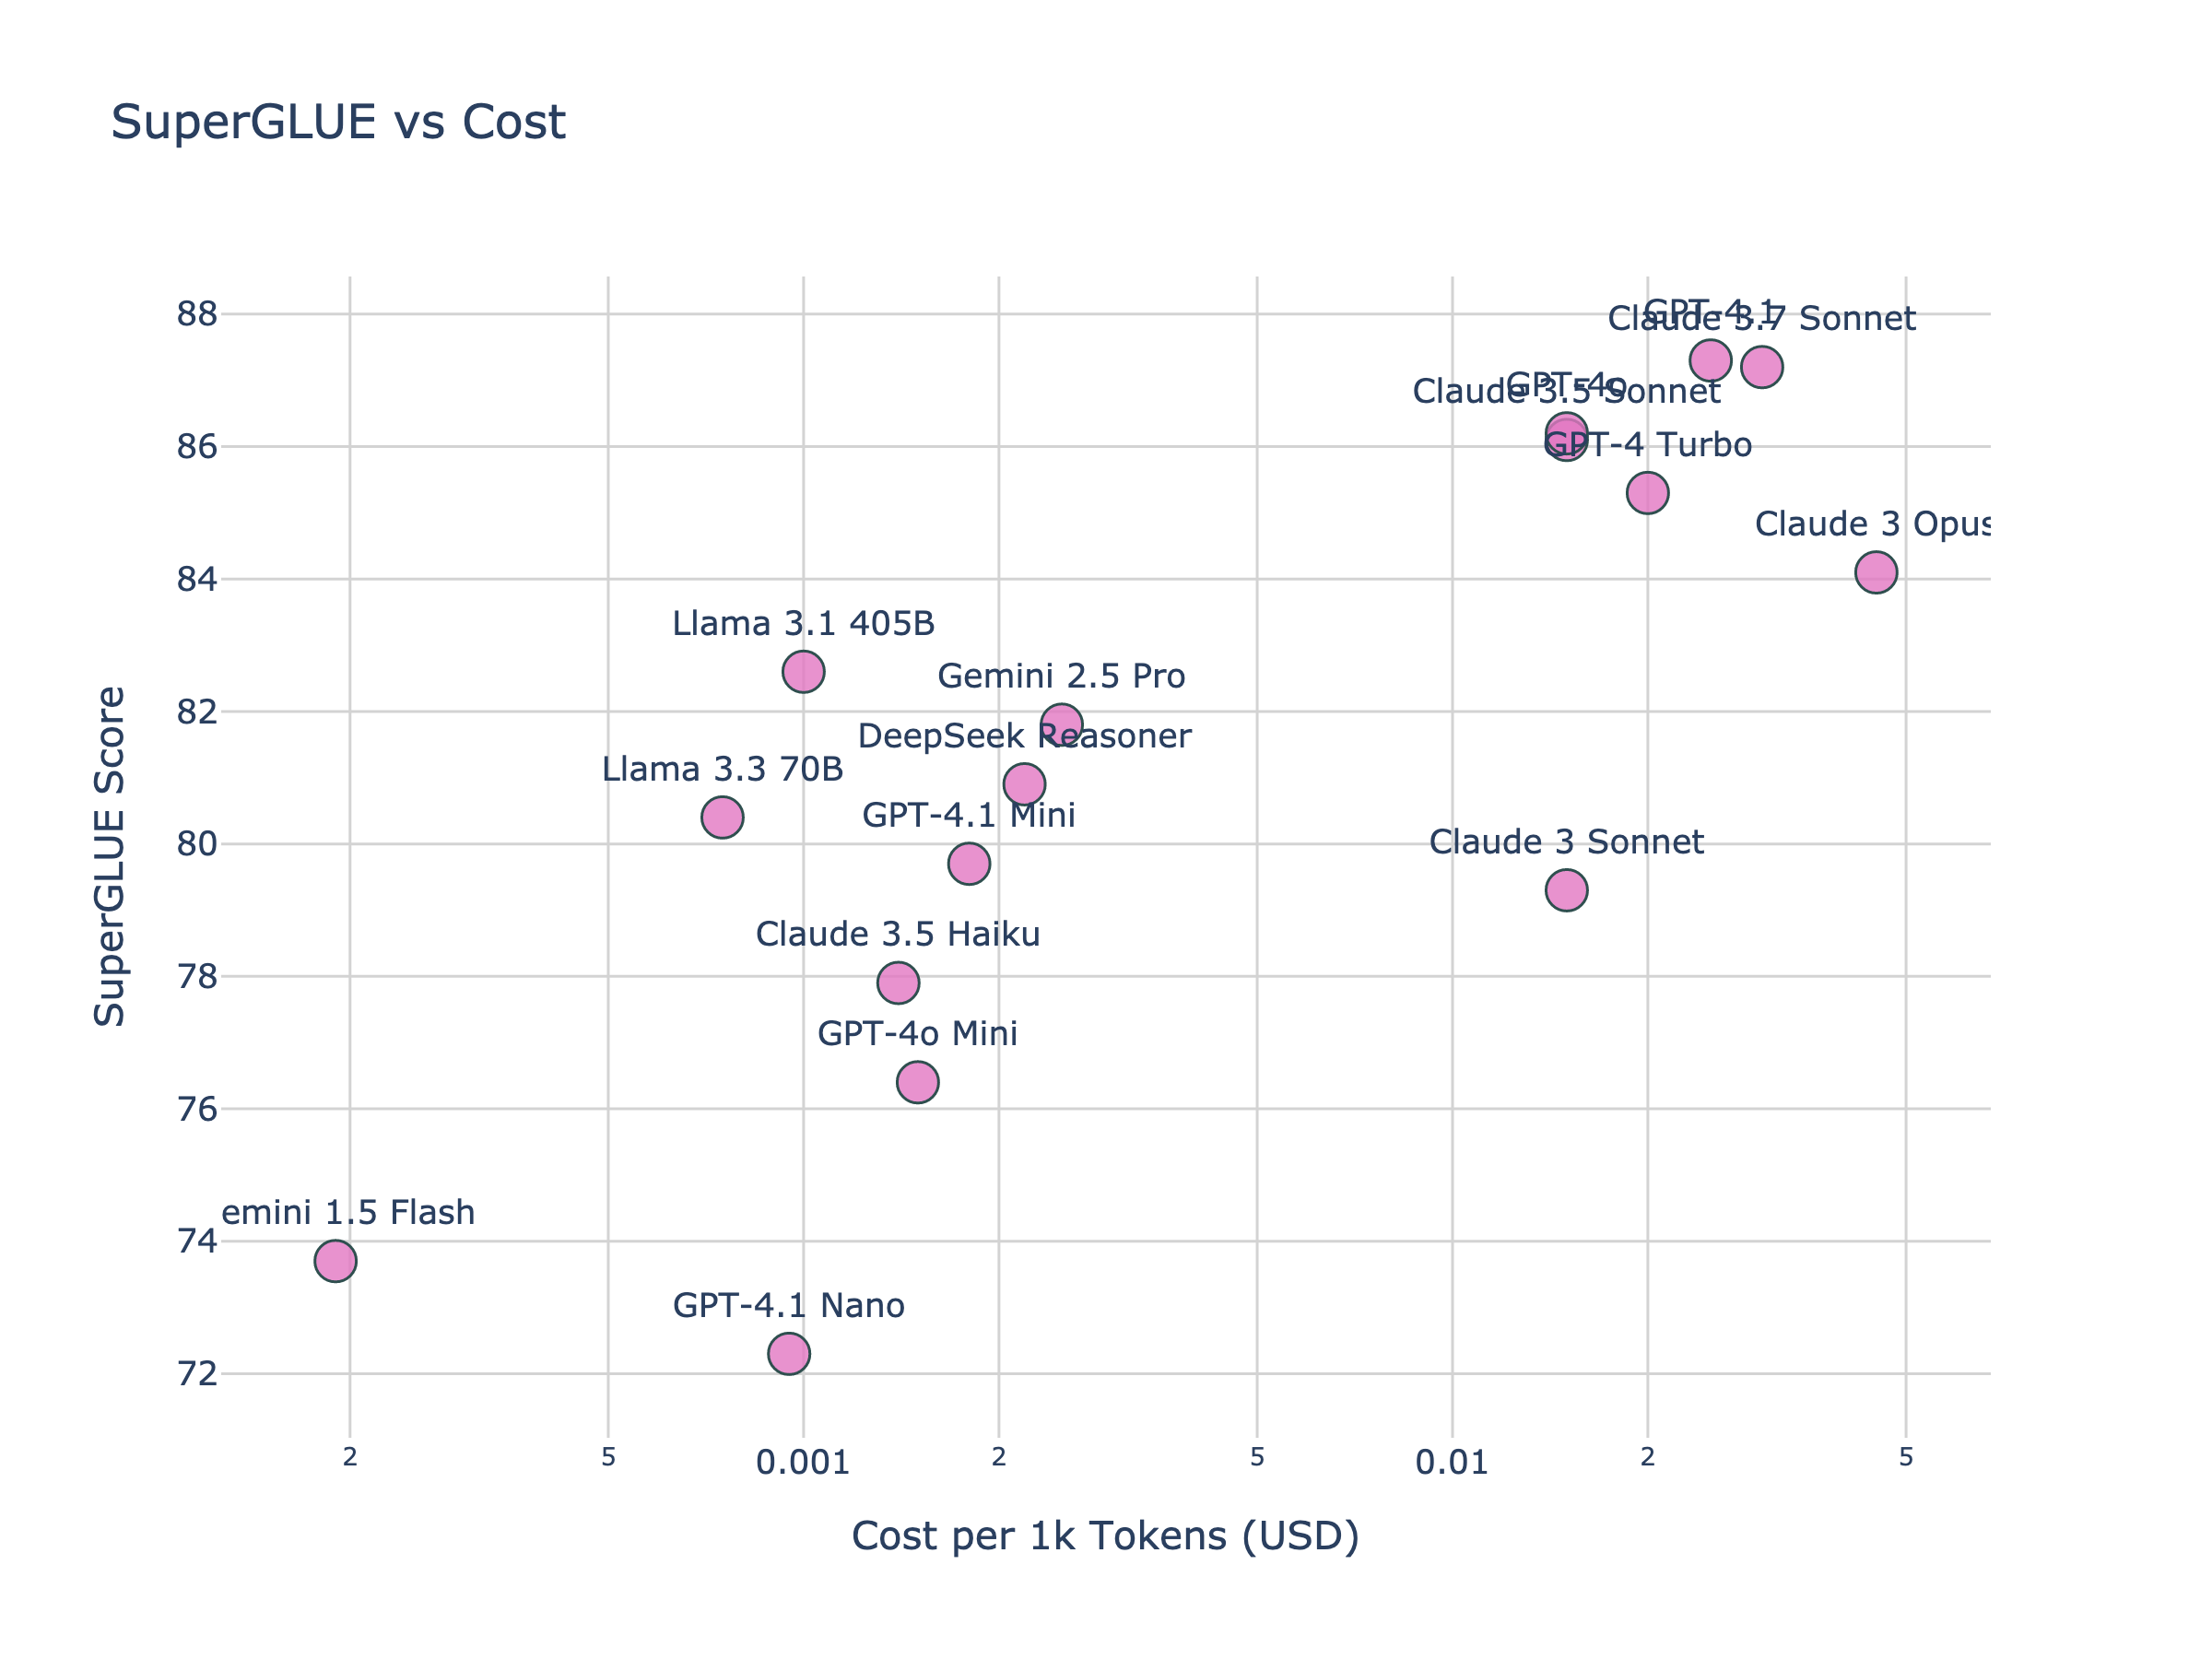 SuperGLUE vs Cost
88
86
84
82
80
78
76
74
72
SuperGLUE Score
GPT-4.1
Claude 3.7 Sonnet
GPT-4o
Claude 3.5 Sonnet
GPT-4 Turbo
Claude 3 Opus
Llama 3.1 405B
Gemini 2.5 Pro
DeepSeek Reasoner
Llama 3.3 70B
GPT-4.1 Mini
Claude 3 Sonnet
Claude 3.5 Haiku
GPT-4o Mini
emini 1.5 Flash
GPT-4.1 Nano
2 5 0.001 2 5 0.01 2 5
Cost per 1k Tokens (USD)